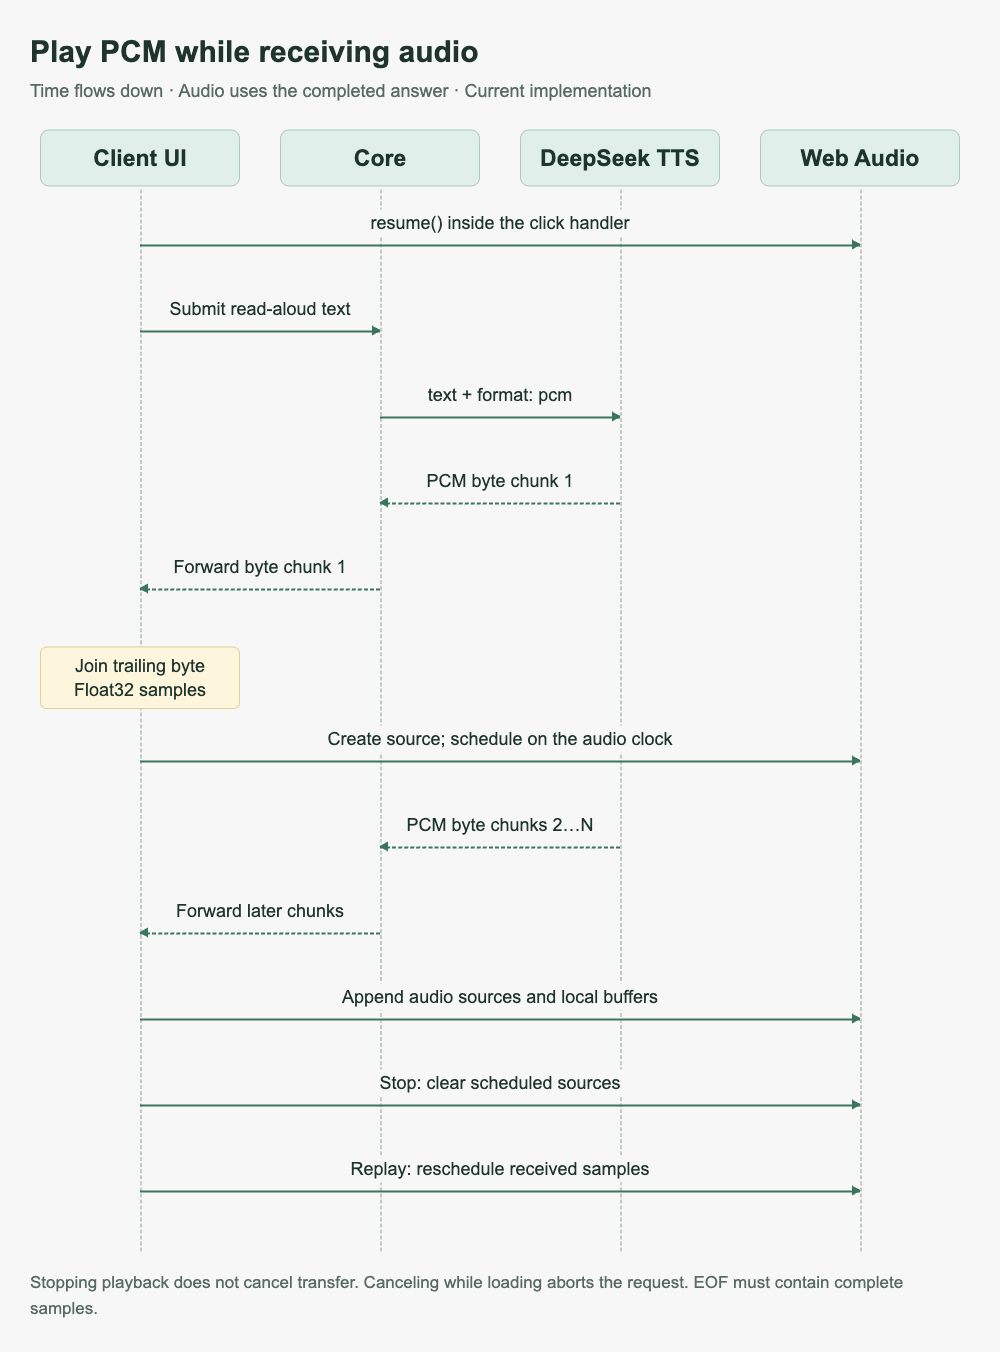 Play PCM while receiving audio
Time flows down · Audio uses the completed answer · Current implementation
Client UI
Core
DeepSeek TTS
Web Audio
resume() inside the click handler
Submit read-aloud text
text + format: pcm
PCM byte chunk 1
Forward byte chunk 1
Join trailing byte
Float32 samples
Create source; schedule on the audio clock
PCM byte chunks 2…N
Forward later chunks
Append audio sources and local buffers
Stop: clear scheduled sources
Replay: reschedule received samples
Stopping playback does not cancel transfer. Canceling while loading aborts the request. EOF must contain complete
samples.